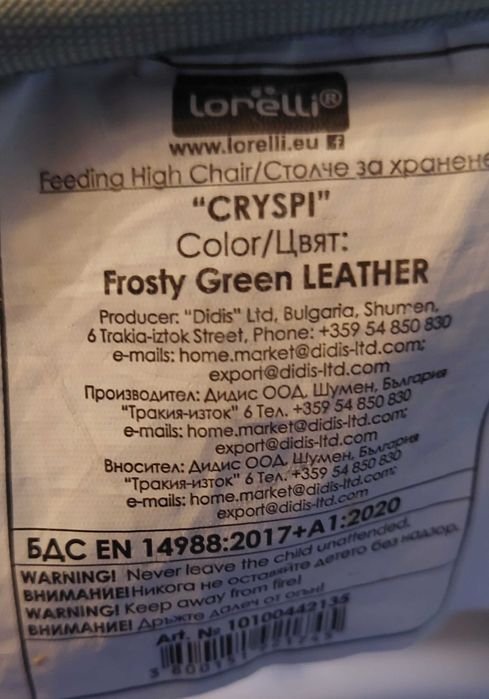 Lorelli®
www.lorelli.eu
Feeding High Chair/Столче за хранене
"CRYSPI"
Color/Цвят:
Frosty Green LEATHER
Producer: "Didis" Ltd, Bulgaria, Shumen,
6 Trakia-iztok Street, Phone: +359 54 850 830
e-mails: home.market@didis-ltd.com;
export@didis-ltd.com
Производител: Дидис ООД, Шумен, България
"Тракия-изток" 6 Тел. +359 54 850 830
e-mails: home.market@didis-ltd.com;
export@didis-ltd.com
Вносител: Дидис ООД, Шумен, България
"Тракия-изток" 6 Тел. +359 54 850 830
e-mails: home.market@didis-ltd.com;
export@didis-ltd.com
БДС EN 14988:2017+A1:2020
WARNING! Never leave the child unattended.
ВНИМАНИЕ! Никога не оставяйте детето без надзор.
WARNING! Keep away from fire!
ВНИМАНИЕ! Дръжте далеч от огън!
Art. № 10100442135